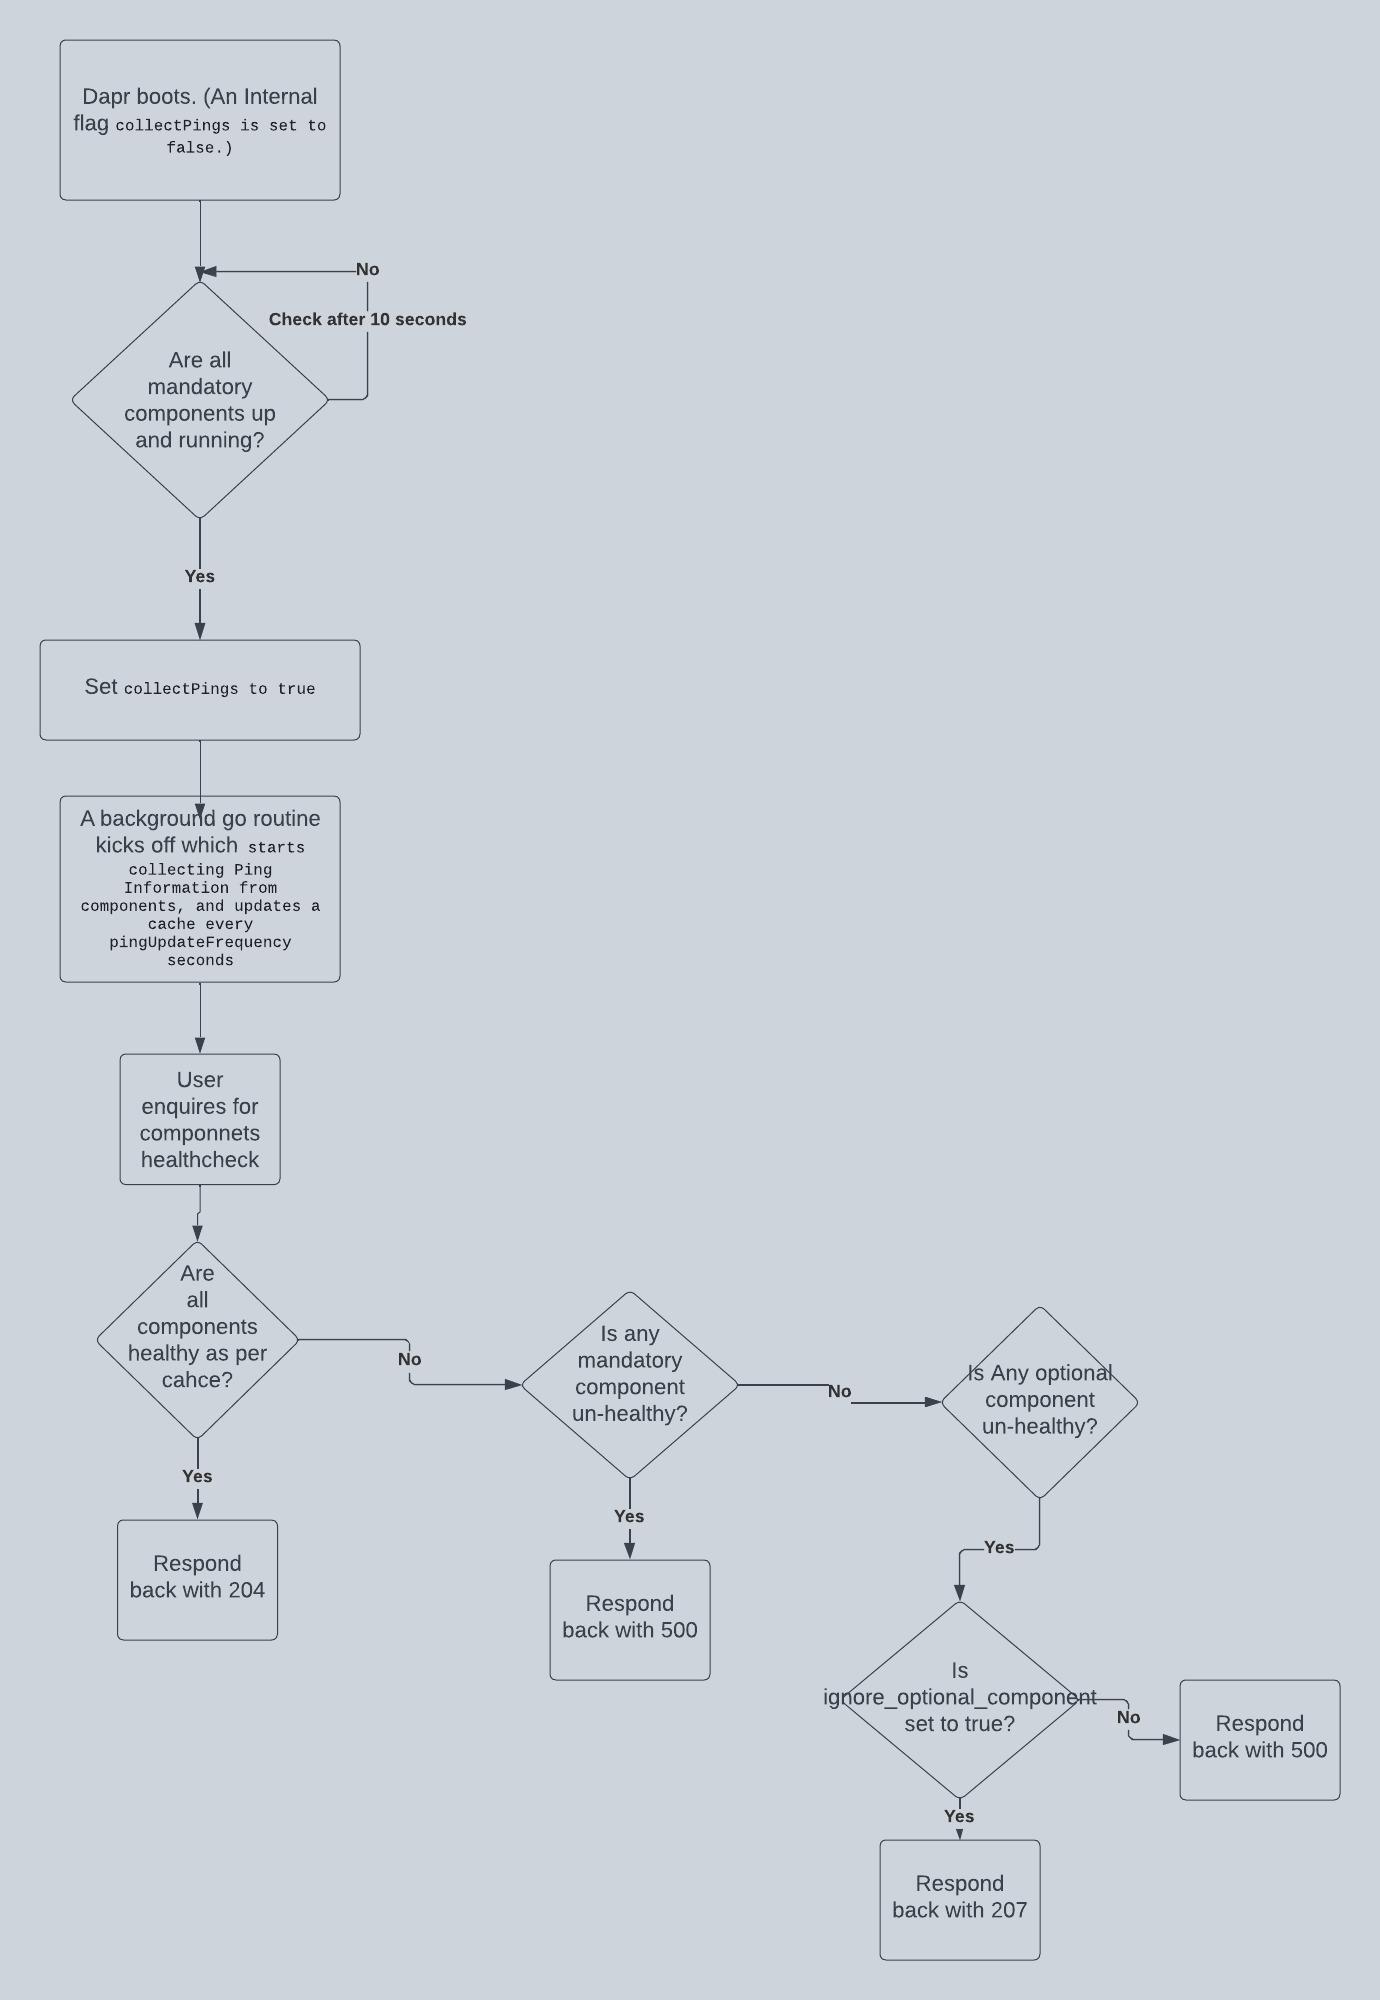 Dapr boots. (An Internal
flag collectPings is set to
false.)
No
Check after 10 seconds
Are all
mandatory
components up
and running?
Yes
Set collectPings to true
A background go routine
kicks off which starts
collecting Ping
Information from
components, and updates a
cache every
pingUpdateFrequency
seconds
User
enquires for
componnets
healthcheck
Are
all
components
healthy as per
cahce?
No
Is any
mandatory
component
un-healthy?
No
Is Any optional
component
un-healthy?
Yes
Respond
back with 204
Yes
Respond
back with 500
Yes
Is
ignore_optional_component
set to true?
No
Respond
back with 500
Yes
Respond
back with 207